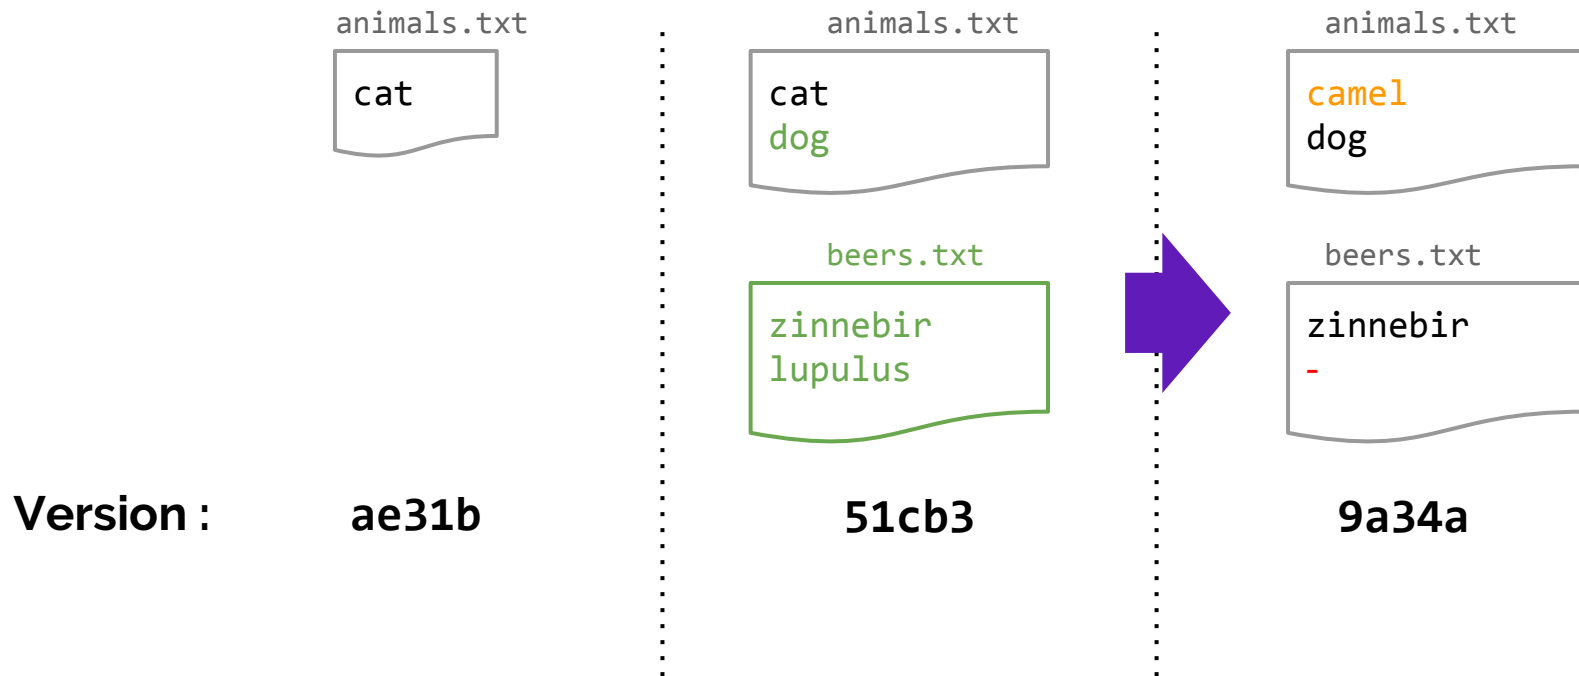 animals.txt
cat
animals.txt
cat
dog
beers.txt
zinnebir
lupulus
animals.txt
camel
dog
beers.txt
zinnebir
-
Version : ae31b 51cb3 9a34a